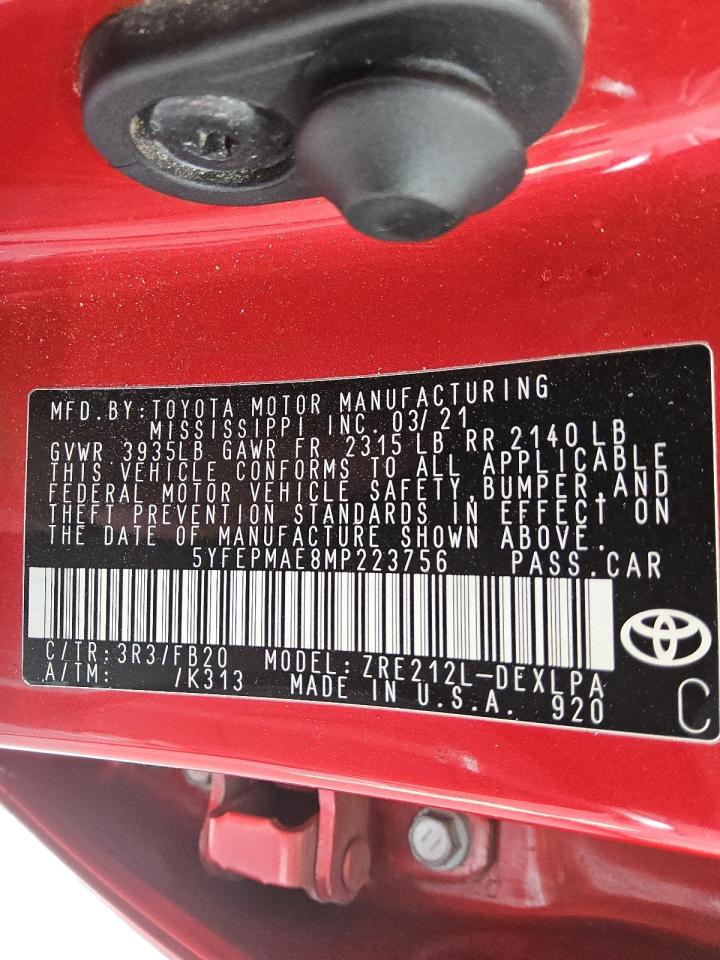 MFD.BY:TOYOTA MOTOR MANUFACTURING
MISSISSIPPI INC. 03/21
GVWR 3935LB GAWR FR 2315 LB RR 2140 LB
THIS VEHICLE CONFORMS TO ALL APPLICABLE
FEDERAL MOTOR VEHICLE SAFETY,BUMPER,AND
THEFT PREVENTION STANDARDS IN EFFECT ON
THE DATE OF MANUFACTURE SHOWN ABOVE.
5YFEPMAE8MP223756 PASS.CAR
C/TR:3R3/FB20 MODEL:ZRE212L-DEXLPA
A/TM: /K313 MADE IN U.S.A. 920
C